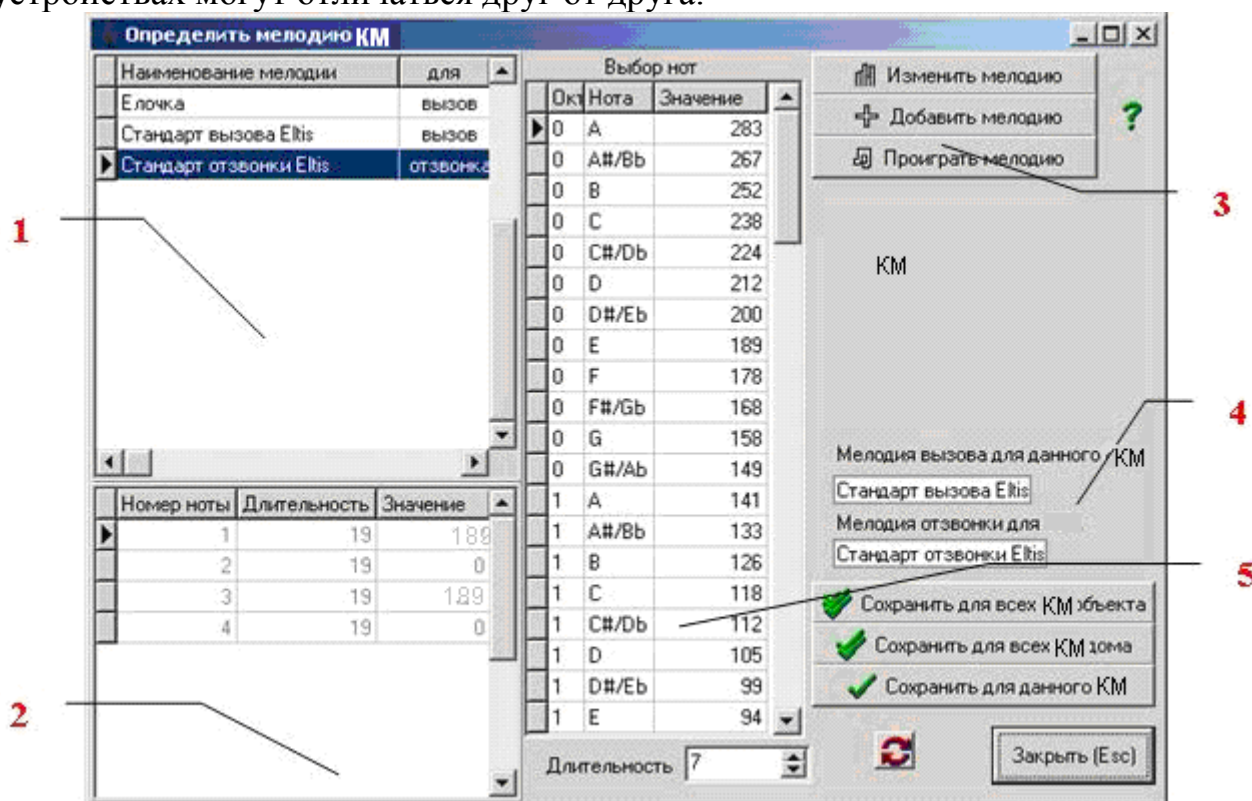 устройствах могут отличаться друг от друга.
Определить мелодию КМ
Наименование мелодии для
Елочка вызов
Стандарт вызова Eltis вызов
Стандарт отзвонки Eltis отзвонка
Выбор нот
Окт Нота Значение
0 A 283
0 A#/Bb 267
0 B 252
0 C 238
0 C#/Db 224
0 D 212
0 D#/Eb 200
0 E 189
0 F 178
0 F#/Gb 168
0 G 158
0 G#/Ab 149
1 A 141
1 A#/Bb 133
1 B 126
1 C 118
1 C#/Db 112
1 D 105
1 D#/Eb 99
1 E 94
Длительность 7
Номер ноты Длительность Значение
1 19 189
2 19 0
3 19 189
4 19 0
Изменить мелодию
Добавить мелодию
Проиграть мелодию
?
КМ
Мелодия вызова для данного КМ
Стандарт вызова Eltis
Мелодия отзвонки для
Стандарт отзвонки Eltis
Сохранить для всех КМ объекта
Сохранить для всех КМ дома
Сохранить для данного КМ
Закрыть (Esc)
1
2
3
4
5